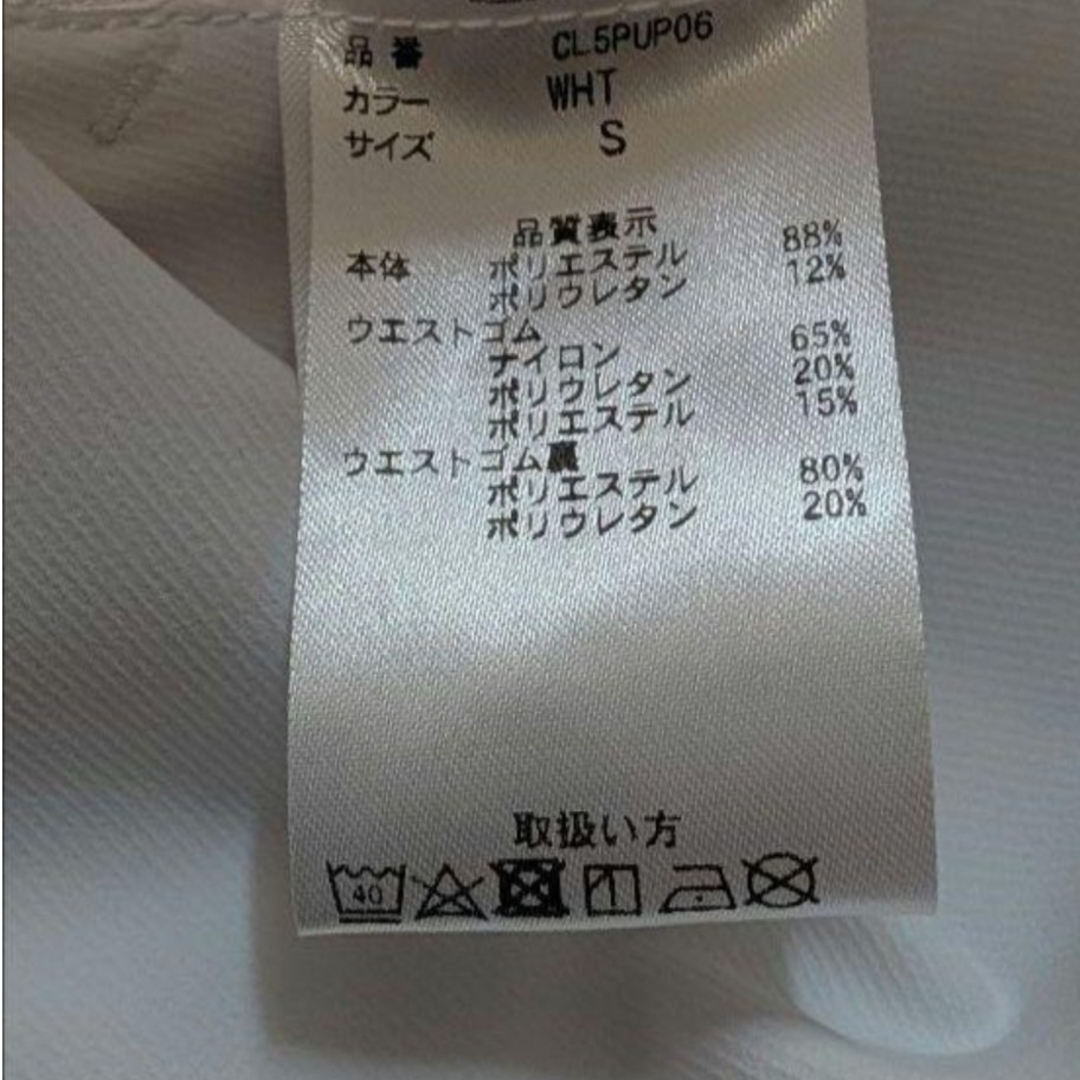 品番 CL5PUP06
カラー WHT
サイズ S
品質表示
本体 ポリエステル 88%
ポリウレタン 12%
ウエストゴム
ナイロン 65%
ポリウレタン 20%
ポリエステル 15%
ウエストゴム裏
ポリエステル 80%
ポリウレタン 20%
取扱い方
40